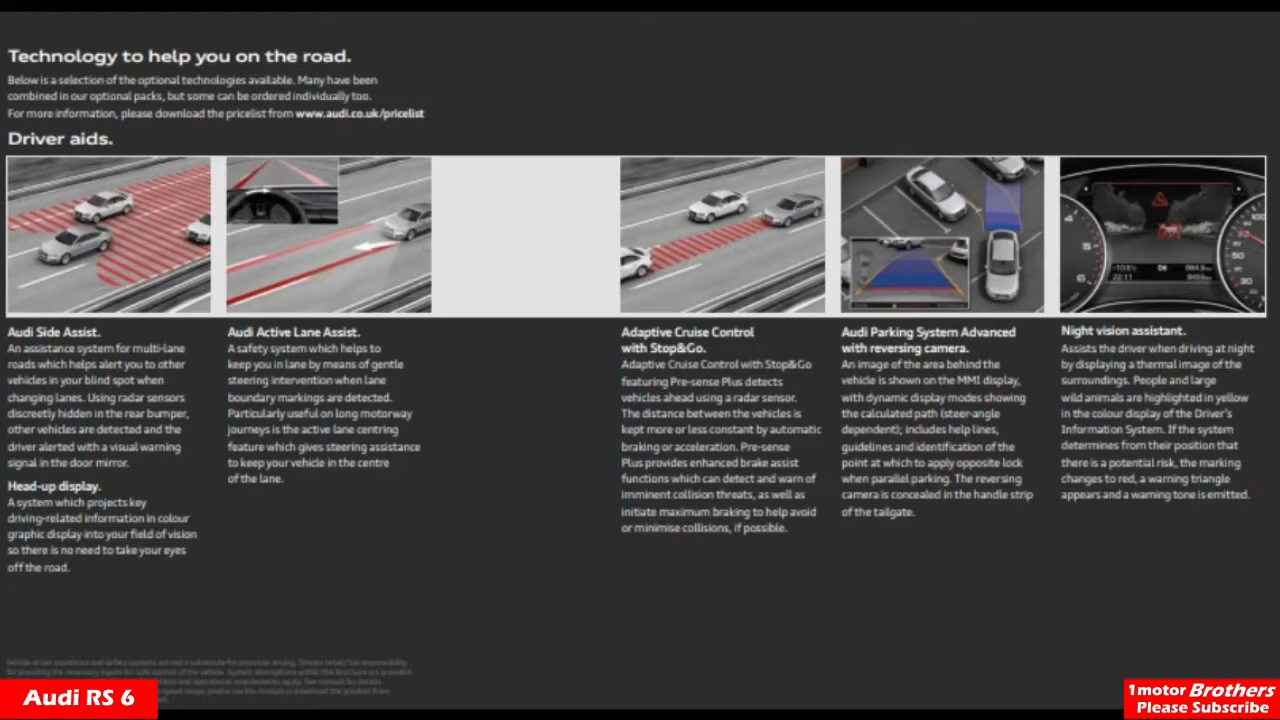 Technology to help you on the road.
Below is a selection of the optional technologies available. Many have been
combined in our optional packs, but some can be ordered individually too.
For more information, please download the pricelist from www.audi.co.uk/pricelist
Driver aids.
Audi Side Assist.
An assistance system for multi-lane
roads which helps alert you to other
vehicles in your blind spot when
changing lanes. Using radar sensors
discreetly hidden in the rear bumper,
other vehicles are detected and the
driver alerted with a visual warning
signal in the door mirror.
Head-up display.
A system which projects key
driving-related information in colour
graphic display into your field of vision
so there is no need to take your eyes
off the road.
Audi Active Lane Assist.
A safety system which helps to
keep you in lane by means of gentle
steering intervention when lane
boundary markings are detected.
Particularly useful on long motorway
journeys is the active lane centring
feature which gives steering assistance
to keep your vehicle in the centre
of the lane.
Adaptive Cruise Control
with Stop&Go.
Adaptive Cruise Control with Stop&Go
featuring Pre-sense Plus detects
vehicles ahead using a radar sensor.
The distance between the vehicles is
kept more or less constant by automatic
braking or acceleration. Pre-sense
Plus provides enhanced brake assist
functions which can detect and warn of
imminent collision threats, as well as
initiate maximum braking to help avoid
or minimise collisions, if possible.
Audi Parking System Advanced
with reversing camera.
An image of the area behind the
vehicle is shown on the MMI display,
with dynamic display modes showing
the calculated path (steer-angle
dependent); includes help lines,
guidelines and identification of the
point at which to apply opposite lock
when parallel parking. The reversing
camera is concealed in the handle strip
of the tailgate.
Night vision assistant.
Assists the driver when driving at night
by displaying a thermal image of the
surroundings. People and large
wild animals are highlighted in yellow
in the colour display of the Driver's
Information System. If the system
determines from their position that
there is a potential risk, the marking
changes to red, a warning triangle
appears and a warning tone is emitted.
Audi RS 6
1motor Brothers
Please Subscribe